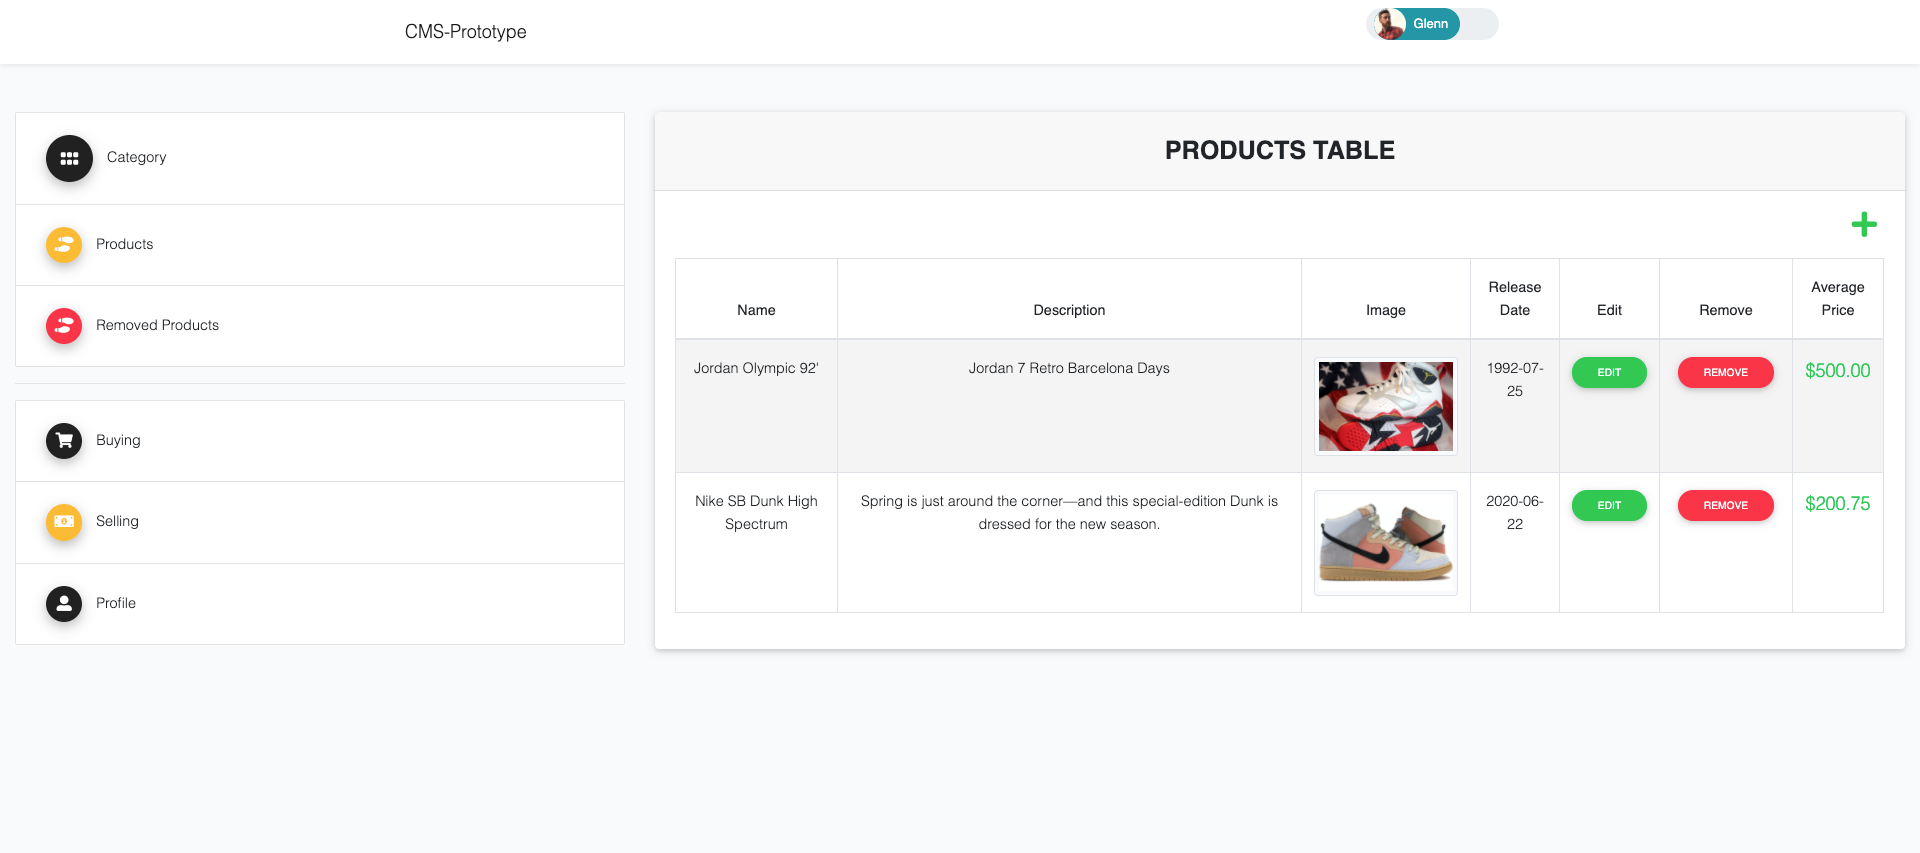 CMS-Prototype
Glenn
Category
Products
Removed Products
Buying
Selling
Profile
PRODUCTS TABLE
Name
Description
Image
Release
Date
Edit
Remove
Average
Price
Jordan Olympic 92'
Jordan 7 Retro Barcelona Days
1992-07-
25
EDIT
REMOVE
$500.00
Nike SB Dunk High
Spectrum
Spring is just around the corner—and this special-edition Dunk is
dressed for the new season.
2020-06-
22
EDIT
REMOVE
$200.75